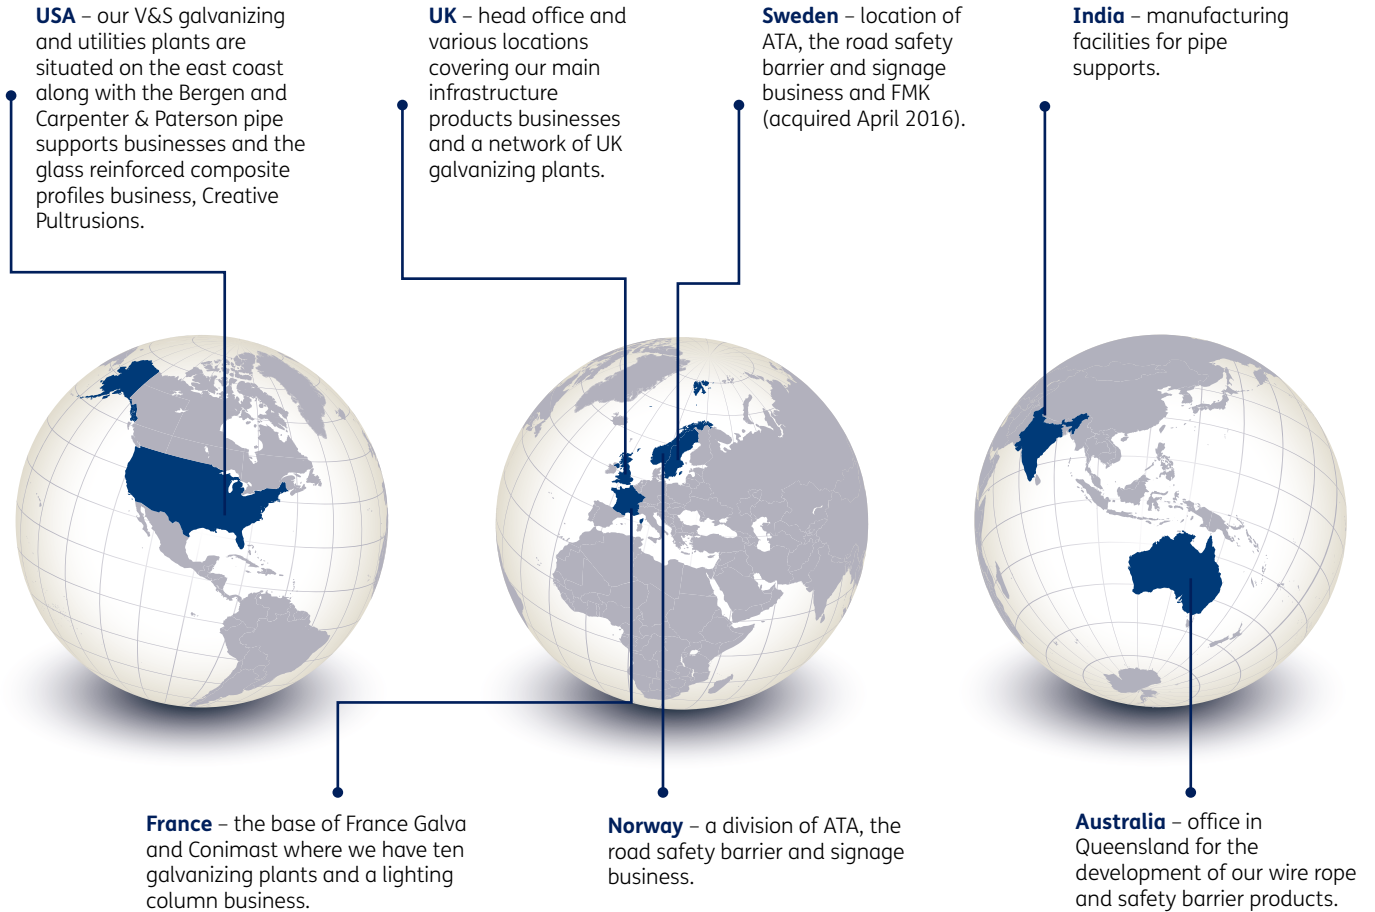 USA – our V&S galvanizing
and utilities plants are
situated on the east coast
along with the Bergen and
Carpenter & Paterson pipe
supports businesses and the
glass reinforced composite
profiles business, Creative
Pultrusions.
UK – head office and
various locations
covering our main
infrastructure
products businesses
and a network of UK
galvanizing plants.
Sweden – location of
ATA, the road safety
barrier and signage
business and FMK
(acquired April 2016).
India – manufacturing
facilities for pipe
supports.
France – the base of France Galva
and Conimast where we have ten
galvanizing plants and a lighting
column business.
Norway – a division of ATA, the
road safety barrier and signage
business.
Australia – office in
Queensland for the
development of our wire rope
and safety barrier products.